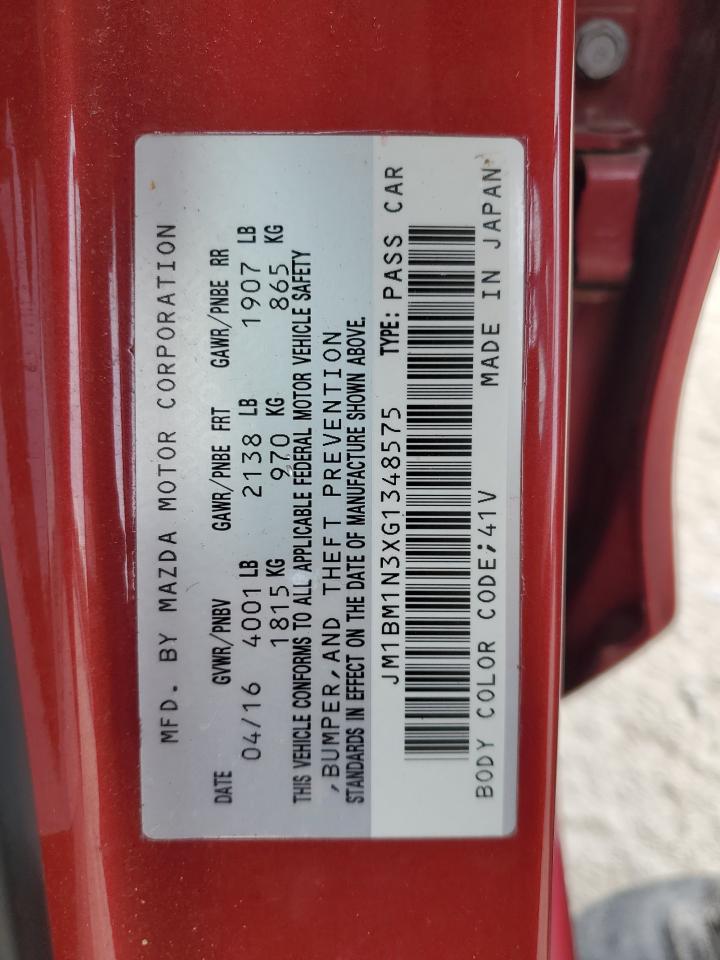 MFD. BY MAZDA MOTOR CORPORATION
DATE GVWR/PNBV GAWR/PNBE FRT GAWR/PNBE RR
04/16 4001 LB 2138 LB 1907 LB
1815 KG 970 KG 865 KG
THIS VEHICLE CONFORMS TO ALL APPLICABLE FEDERAL MOTOR VEHICLE SAFETY
,BUMPER,AND THEFT PREVENTION
STANDARDS IN EFFECT ON THE DATE OF MANUFACTURE SHOWN ABOVE.
JM1BM1N3XG1348575 TYPE: PASS CAR
BODY COLOR CODE;41V MADE IN JAPAN